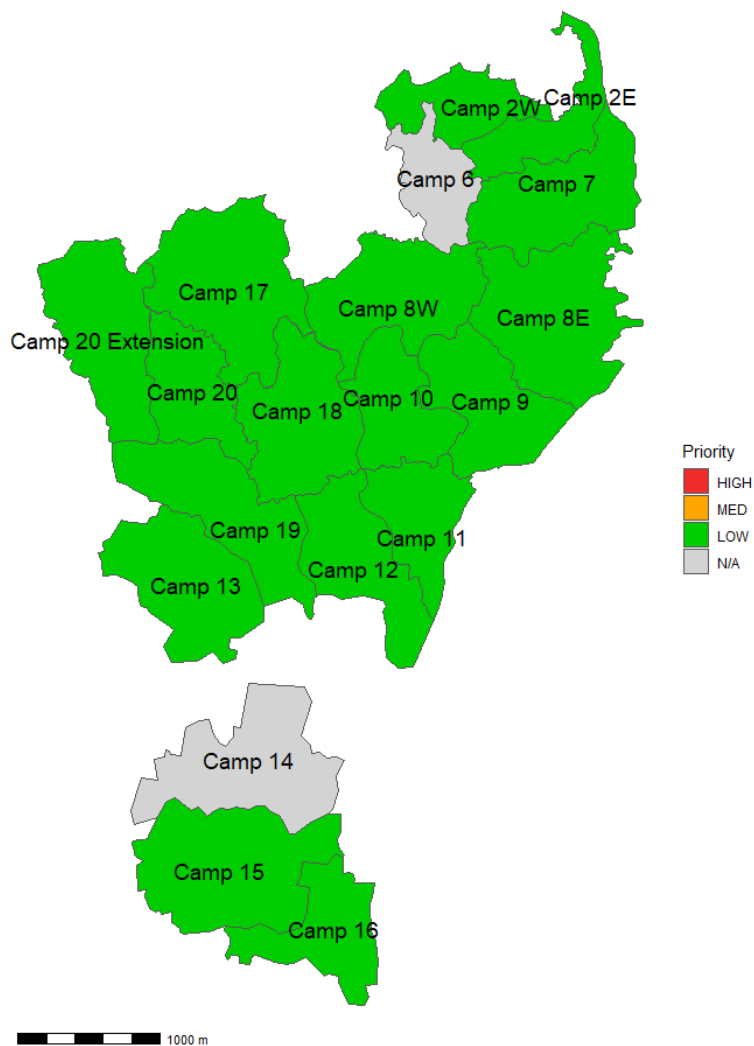 Camp 2E
Camp 2W
Camp 6
Camp 7
Camp 17
Camp 8W
Camp 8E
Camp 20 Extension
Camp 20
Camp 18
Camp 10
Camp 9
Camp 19
Camp 11
Camp 12
Camp 13
Priority
HIGH
MED
LOW
N/A
Camp 14
Camp 15
Camp 16
1000 m